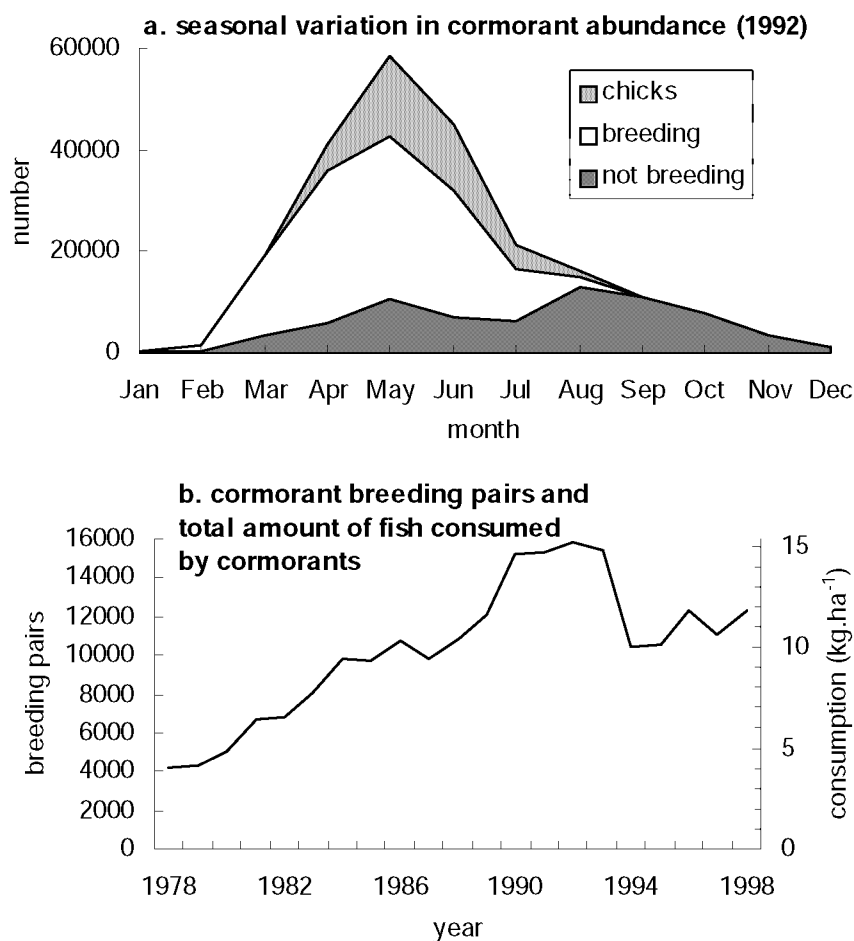 a. seasonal variation in cormorant abundance (1992)
60000
40000
20000
0
number
chicks
breeding
not breeding
Jan Feb Mar Apr May Jun Jul Aug Sep Oct Nov Dec
month
b. cormorant breeding pairs and
total amount of fish consumed
by cormorants
16000
14000
12000
10000
8000
6000
4000
2000
0
breeding pairs
15
10
5
0
consumption (kg.ha⁻¹)
1978 1982 1986 1990 1994 1998
year